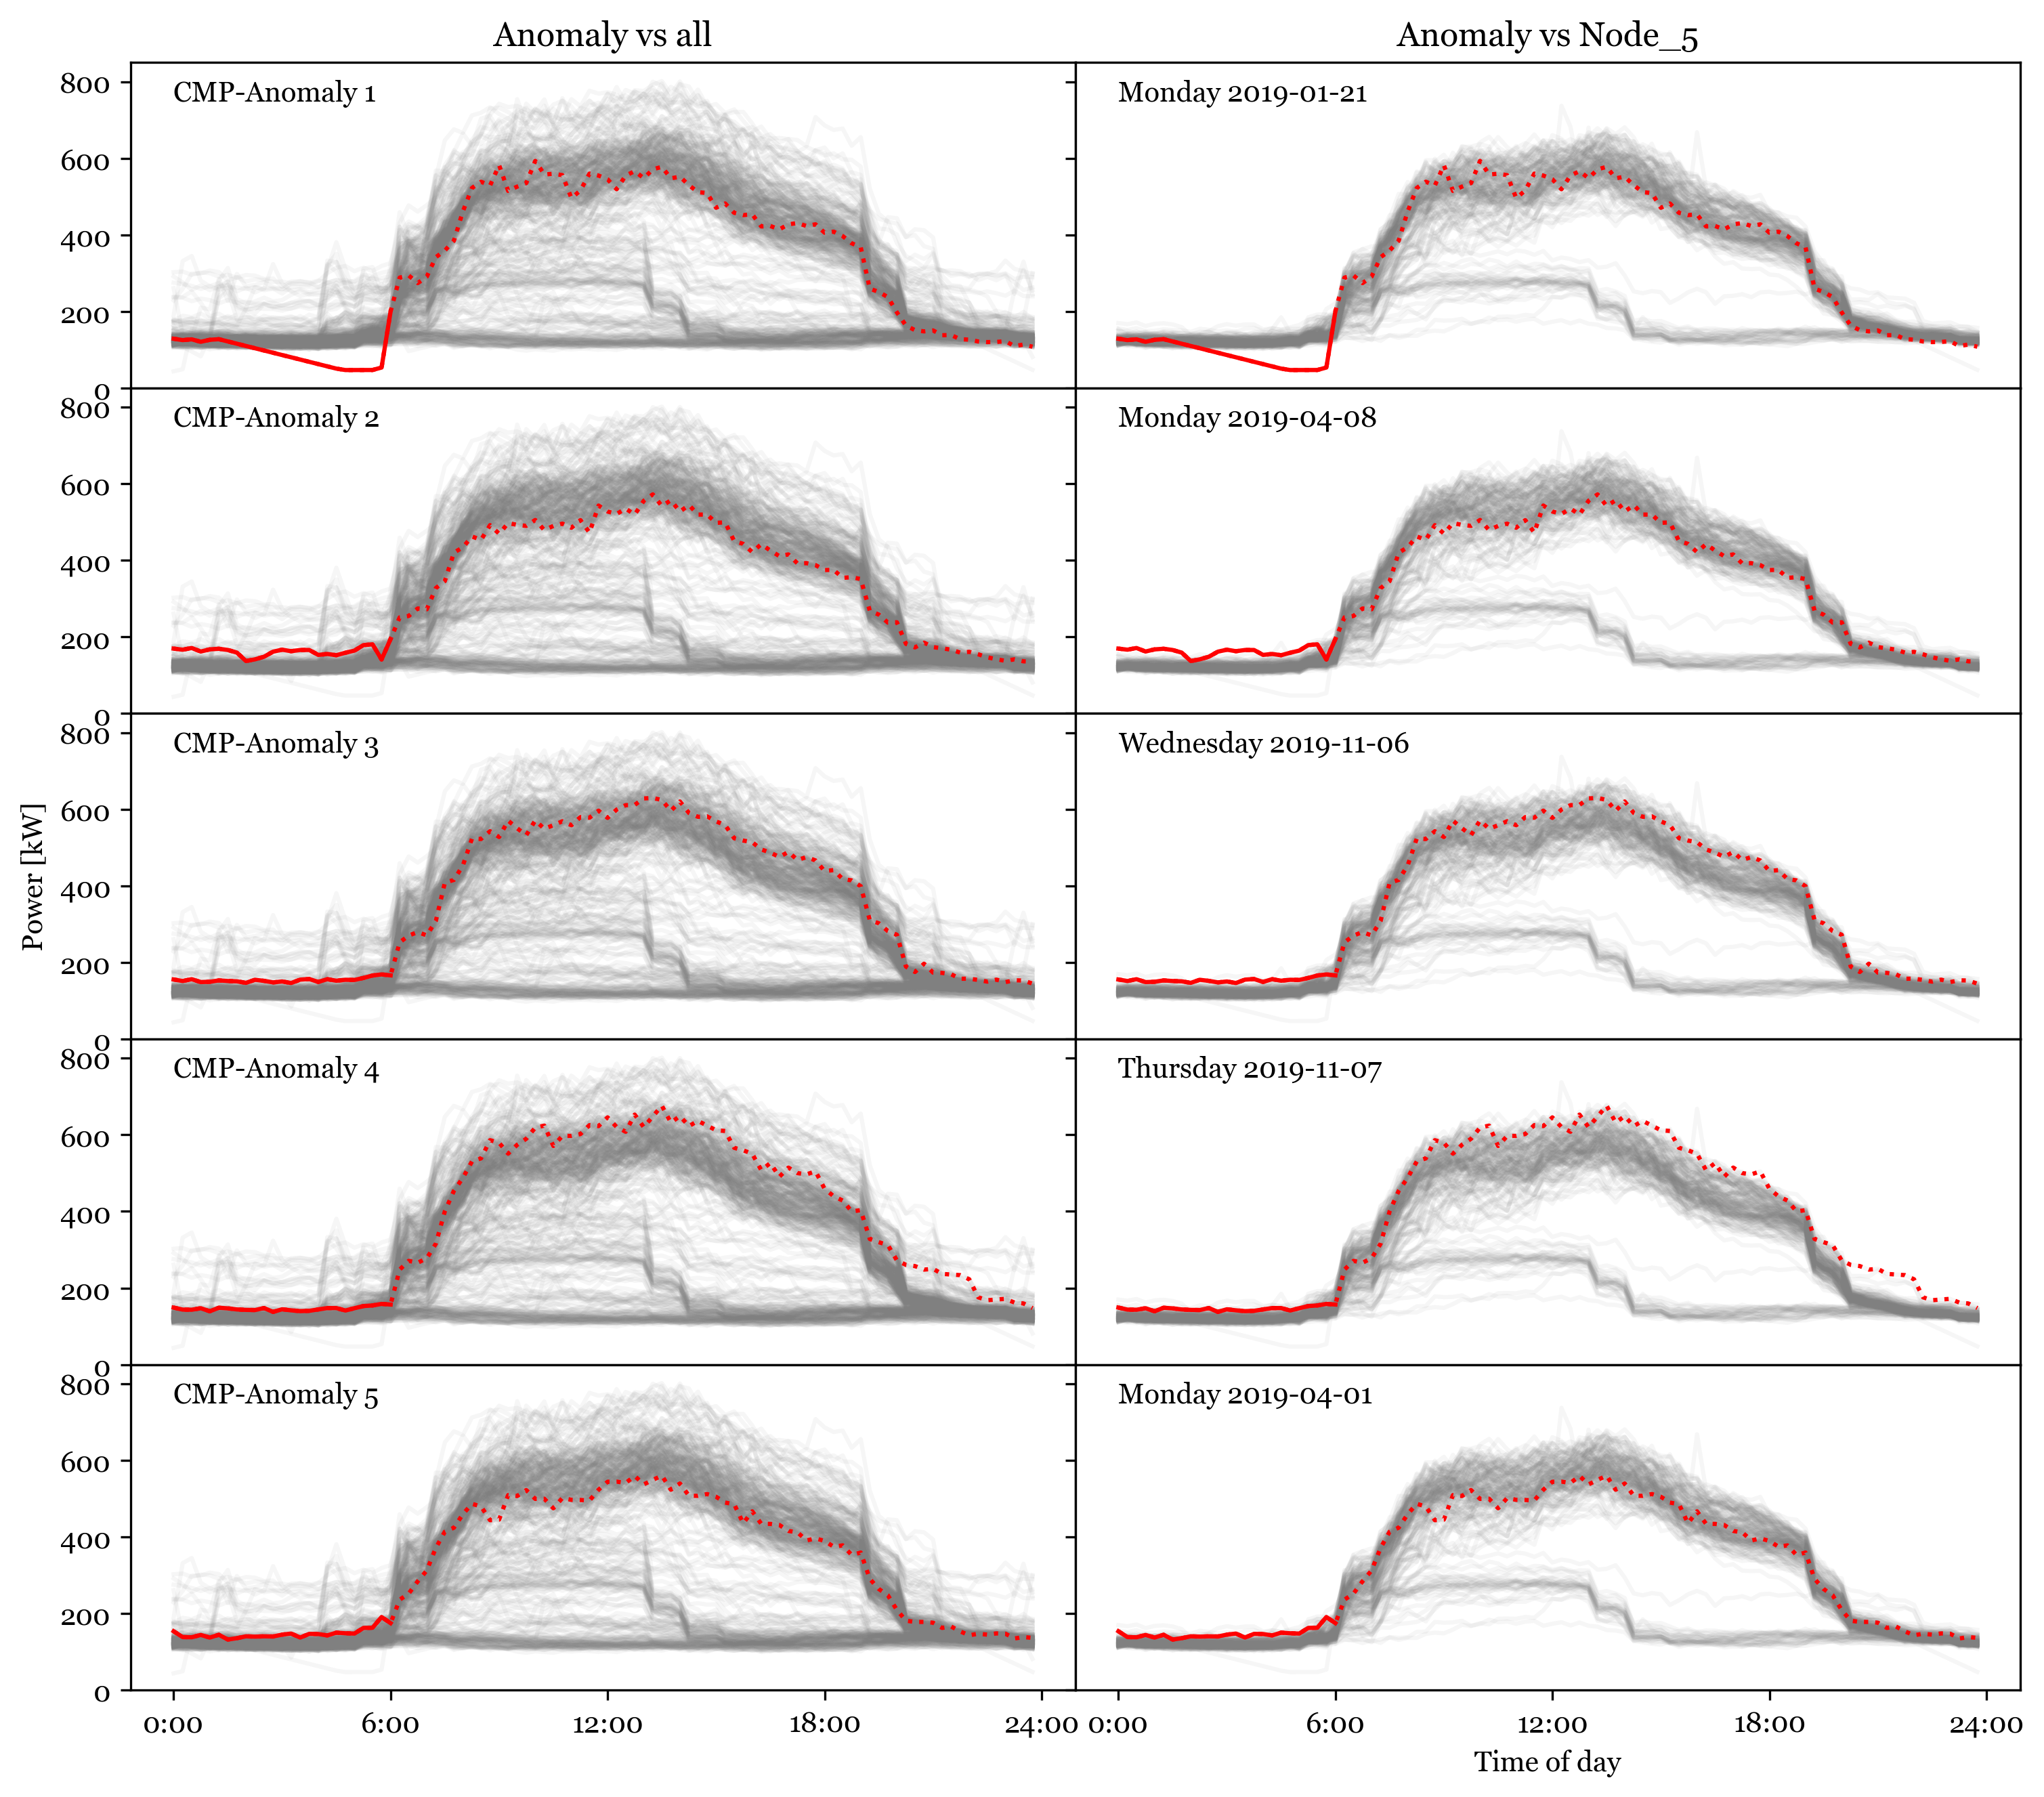 Anomaly vs all
Anomaly vs Node_5
CMP-Anomaly 1
Monday 2019-01-21
800
600
400
200
0
CMP-Anomaly 2
Monday 2019-04-08
800
600
400
200
0
CMP-Anomaly 3
Wednesday 2019-11-06
800
600
400
200
0
Power [kW]
CMP-Anomaly 4
Thursday 2019-11-07
800
600
400
200
0
CMP-Anomaly 5
Monday 2019-04-01
800
600
400
200
0
0:00 6:00 12:00 18:00 24:00 0:00 6:00 12:00 18:00 24:00
Time of day